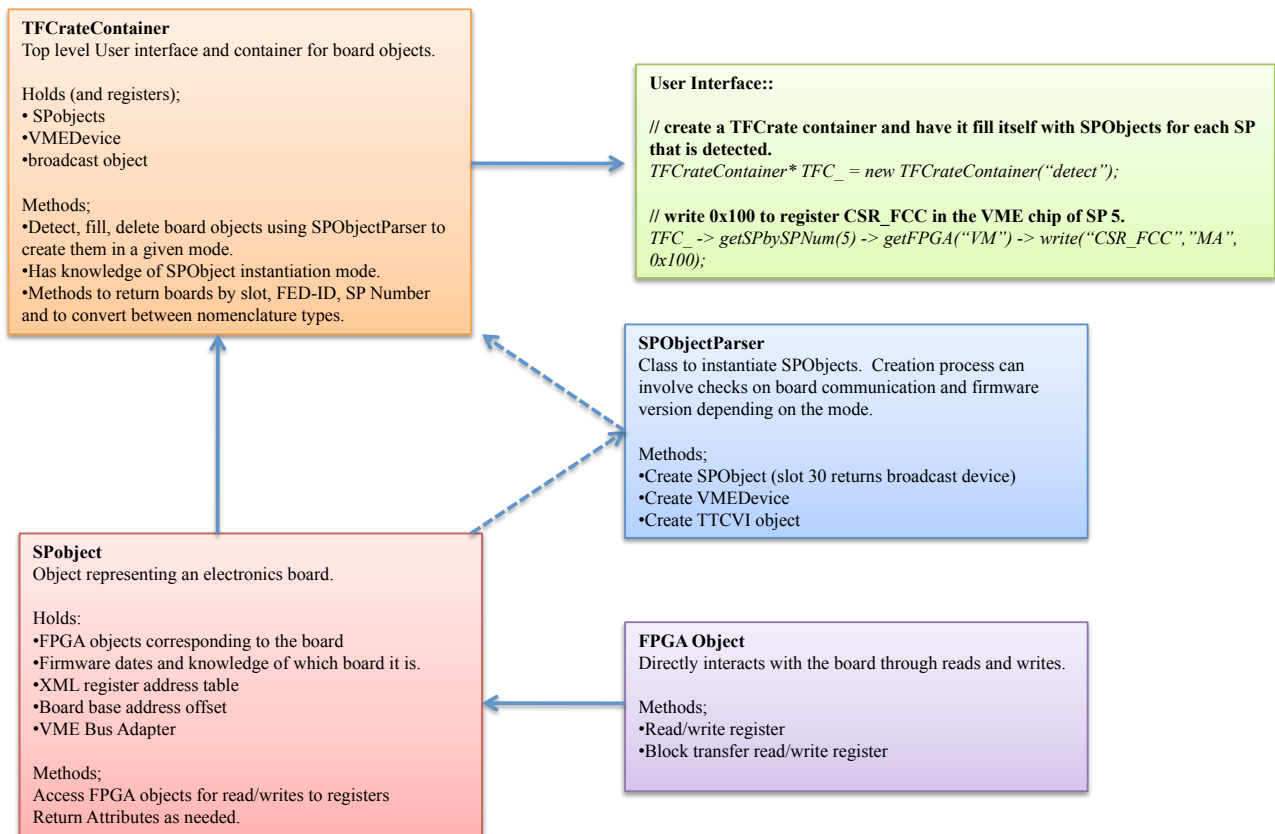 TFCrateContainer
Top level User interface and container for board objects.
Holds (and registers);
• SPobjects
•VMEDevice
•broadcast object
Methods;
•Detect, fill, delete board objects using SPObjectParser to
create them in a given mode.
•Has knowledge of SPObject instantiation mode.
•Methods to return boards by slot, FED-ID, SP Number
and to convert between nomenclature types.
User Interface::
// create a TFCrate container and have it fill itself with SPObjects for each SP
that is detected.
TFCrateContainer* TFC_ = new TFCrateContainer(“detect”);
// write 0x100 to register CSR_FCC in the VME chip of SP 5.
TFC_ -> getSPbySPNum(5) -> getFPGA(“VM”) -> write(“CSR_FCC”,”MA”,
0x100);
SPObjectParser
Class to instantiate SPObjects.  Creation process can
involve checks on board communication and firmware
version depending on the mode.
Methods;
•Create SPObject (slot 30 returns broadcast device)
•Create VMEDevice
•Create TTCVI object
SPobject
Object representing an electronics board.
Holds:
•FPGA objects corresponding to the board
•Firmware dates and knowledge of which board it is.
•XML register address table
•Board base address offset
•VME Bus Adapter
Methods;
Access FPGA objects for read/writes to registers
Return Attributes as needed.
FPGA Object
Directly interacts with the board through reads and writes.
Methods;
•Read/write register
•Block transfer read/write register